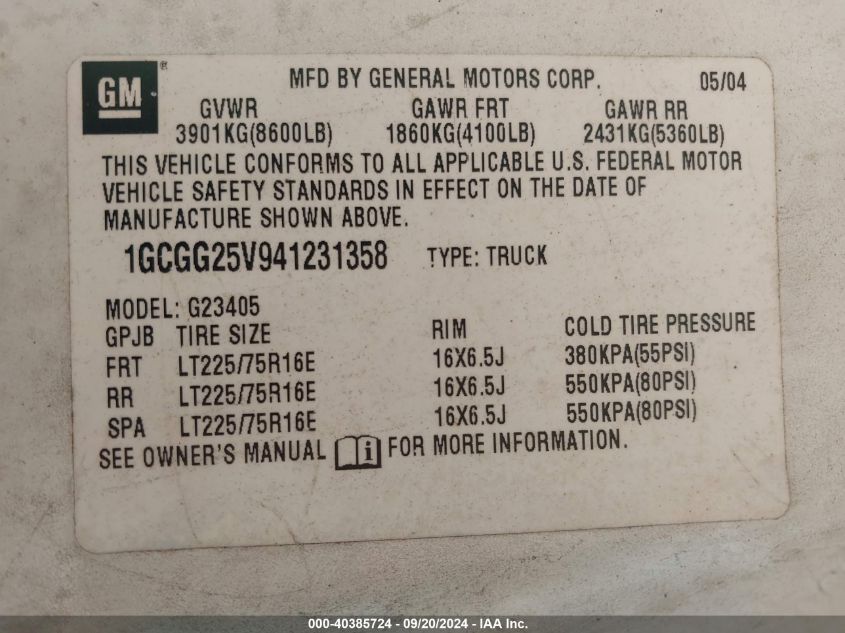 GM ® MFD BY GENERAL MOTORS CORP. 05/04
GVWR GAWR FRT GAWR RR
3901KG(8600LB) 1860KG(4100LB) 2431KG(5360LB)
THIS VEHICLE CONFORMS TO ALL APPLICABLE U.S. FEDERAL MOTOR
VEHICLE SAFETY STANDARDS IN EFFECT ON THE DATE OF
MANUFACTURE SHOWN ABOVE.
1GCGG25V941231358 TYPE: TRUCK
MODEL: G23405
GPJB TIRE SIZE RIM COLD TIRE PRESSURE
FRT LT225/75R16E 16X6.5J 380KPA(55PSI)
RR LT225/75R16E 16X6.5J 550KPA(80PSI)
SPA LT225/75R16E 16X6.5J 550KPA(80PSI)
SEE OWNER'S MANUAL i FOR MORE INFORMATION.
000-40385724 - 09/20/2024 - IAA Inc.